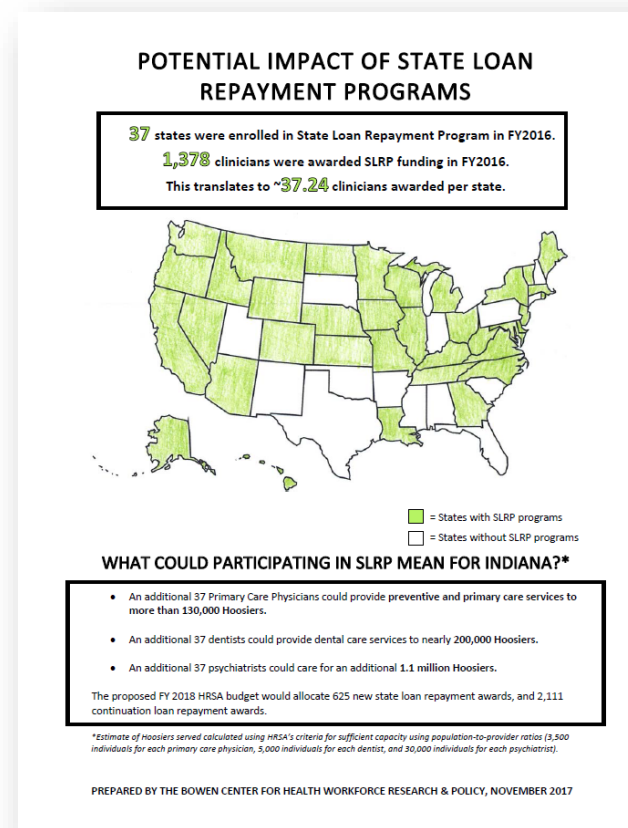 POTENTIAL IMPACT OF STATE LOAN
REPAYMENT PROGRAMS
37 states were enrolled in State Loan Repayment Program in FY2016.
1,378 clinicians were awarded SLRP funding in FY2016.
This translates to ~37.24 clinicians awarded per state.
= States with SLRP programs
= States without SLRP programs
WHAT COULD PARTICIPATING IN SLRP MEAN FOR INDIANA?*
• An additional 37 Primary Care Physicians could provide preventive and primary care services to
more than 130,000 Hoosiers.
• An additional 37 dentists could provide dental care services to nearly 200,000 Hoosiers.
• An additional 37 psychiatrists could care for an additional 1.1 million Hoosiers.
The proposed FY 2018 HRSA budget would allocate 625 new state loan repayment awards, and 2,111
continuation loan repayment awards.
*Estimate of Hoosiers served calculated using HRSA's criteria for sufficient capacity using population-to-provider ratios (3,500
individuals for each primary care physician, 5,000 individuals for each dentist, and 30,000 individuals for each psychiatrist).
PREPARED BY THE BOWEN CENTER FOR HEALTH WORKFORCE RESEARCH & POLICY, NOVEMBER 2017